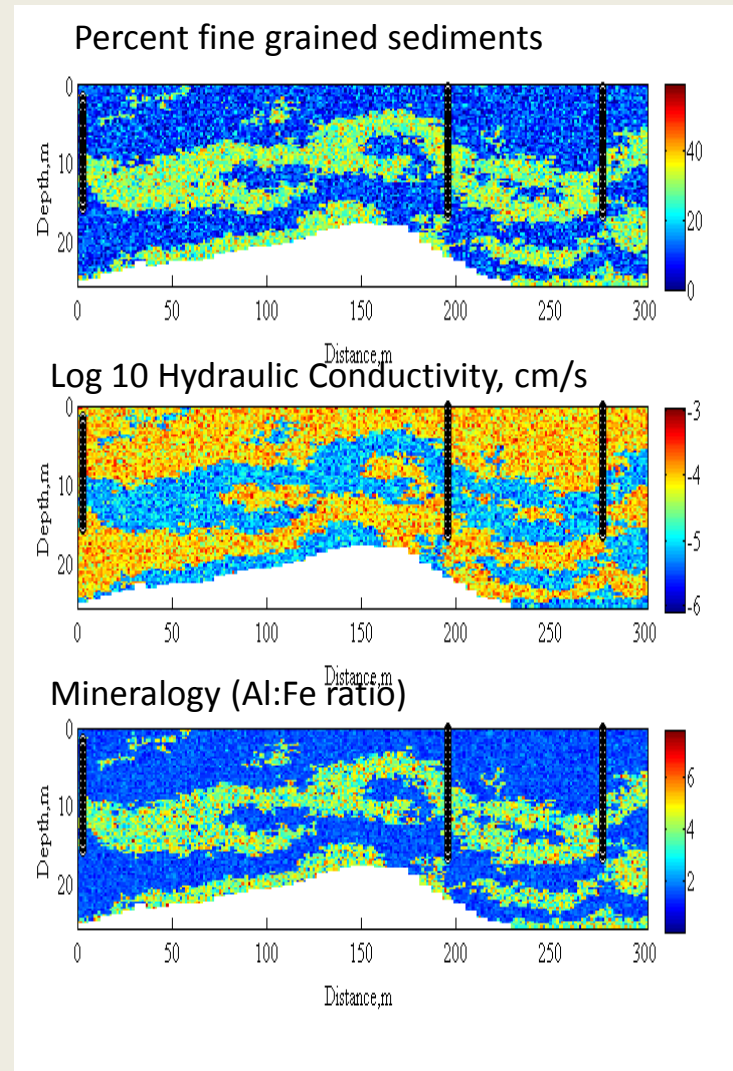 Percent fine grained sediments
0
10
20
Depth,m
40
20
0
0 50 100 150 200 250 300
Distance,m
Log 10 Hydraulic Conductivity, cm/s
0
10
20
Depth,m
-3
-4
-5
-6
0 50 100 150 200 250 300
Distance,m
Mineralogy (Al:Fe ratio)
0
10
20
Depth,m
6
4
2
0 50 100 150 200 250 300
Distance,m